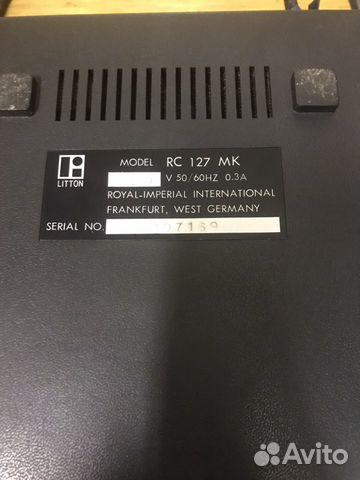 LITTON
MODEL RC 127 MK
V 50/60HZ 0.3A
ROYAL-IMPERIAL INTERNATIONAL
FRANKFURT, WEST GERMANY
SERIAL NO.
Avito